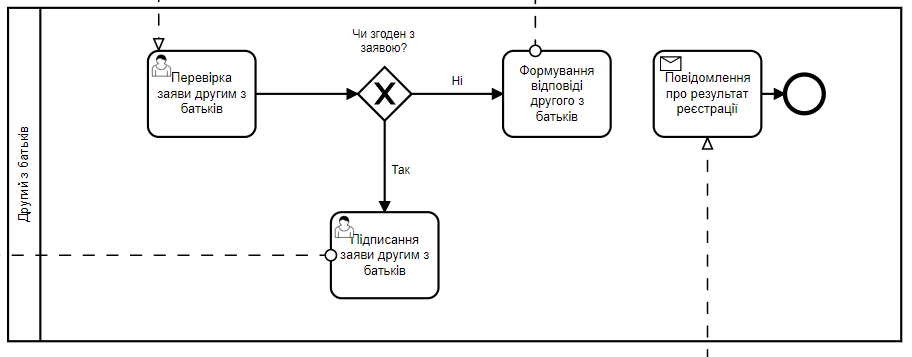 Другий з батьків
Перевірка
заяви другим з
батьків
Чи згоден з
заявою?
Ні
Формування
відповіді
другого з
батьків
Повідомлення
про результат
реєстрації
Так
Підписання
заяви другим з
батьків